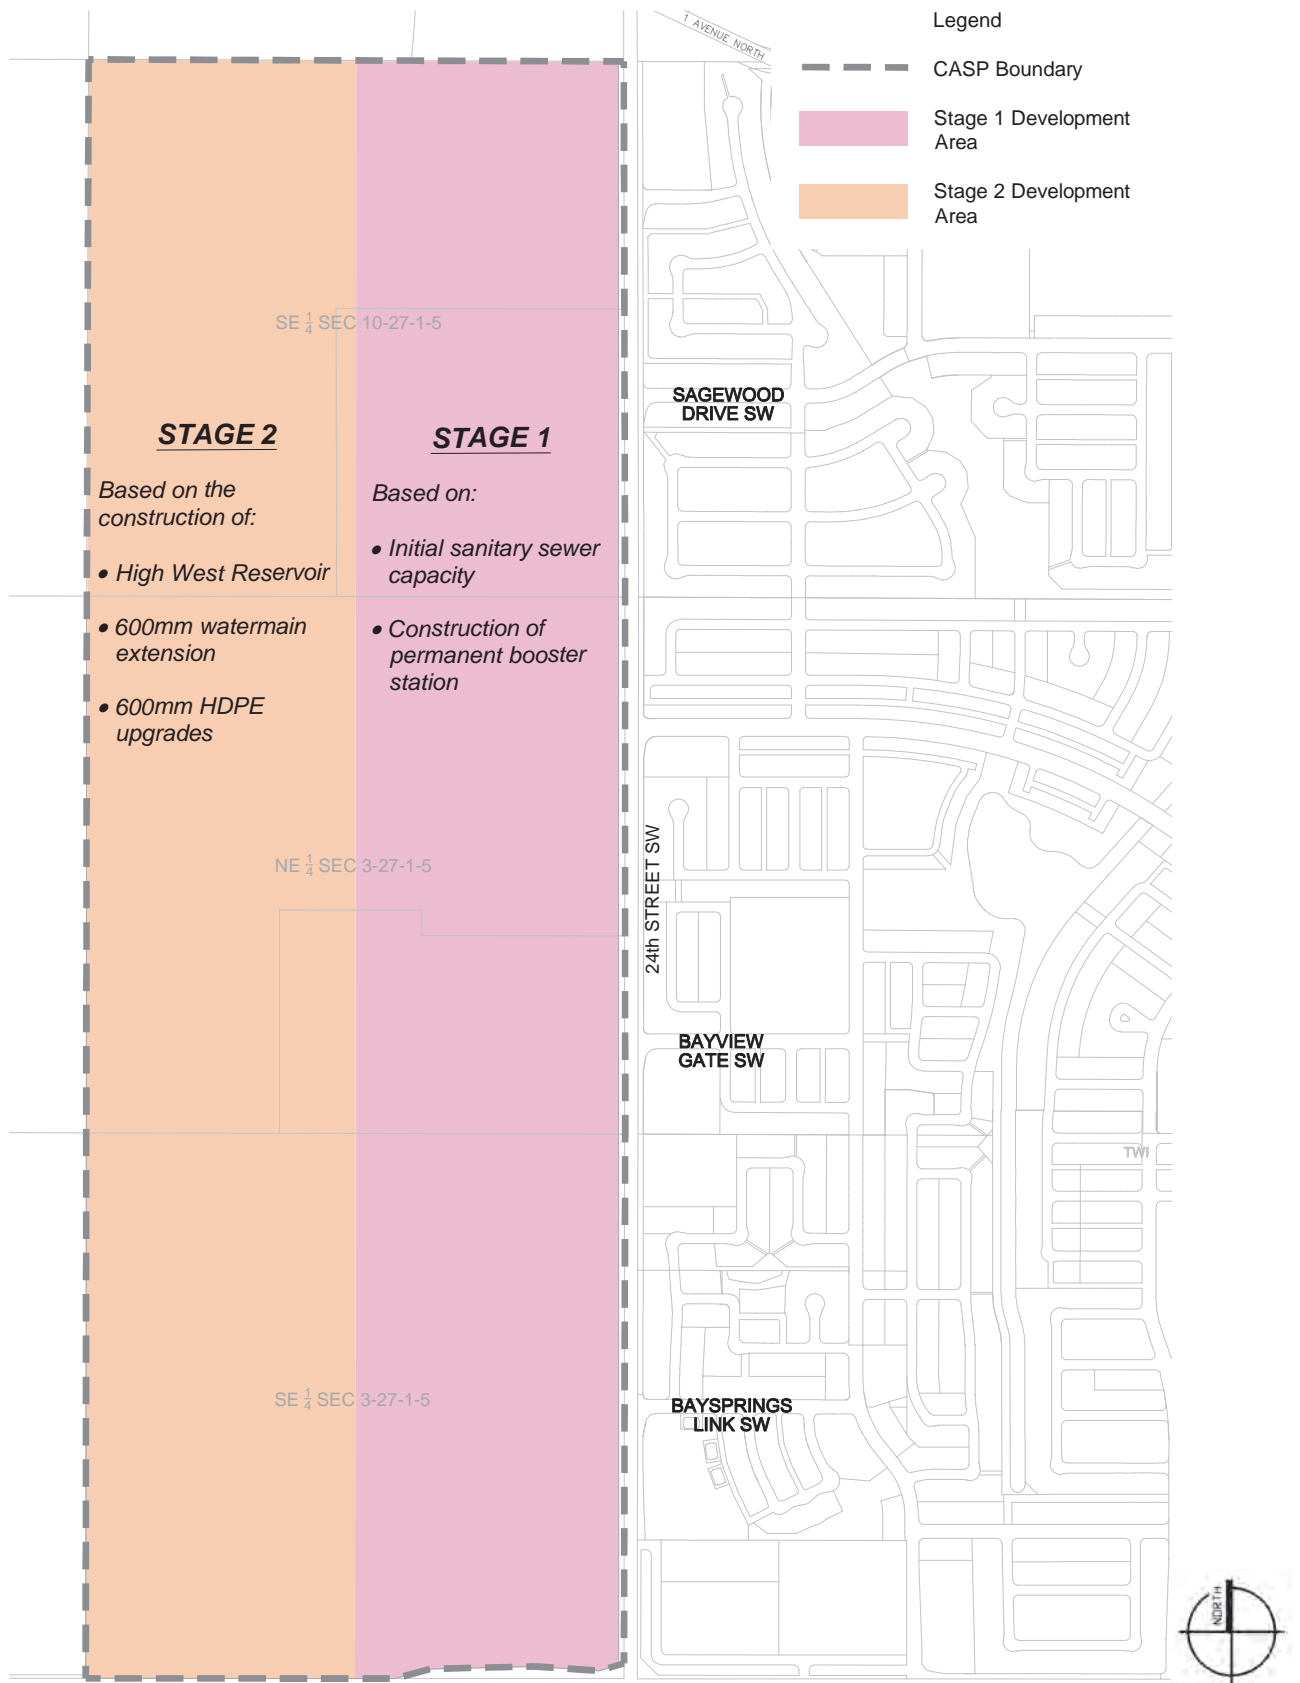 1 AVENUE NORTH
Legend
CASP Boundary
Stage 1 Development
Area
Stage 2 Development
Area
SE 1/4 SEC 10-27-1-5
SAGEWOOD
DRIVE SW
STAGE 2
Based on the
construction of:
• High West Reservoir
• 600mm watermain
extension
• 600mm HDPE
upgrades
STAGE 1
Based on:
• Initial sanitary sewer
capacity
• Construction of
permanent booster
station
24th STREET SW
NE 1/4 SEC 3-27-1-5
BAYVIEW
GATE SW
SE 1/4 SEC 3-27-1-5
BAYSPRINGS
LINK SW
NORTH